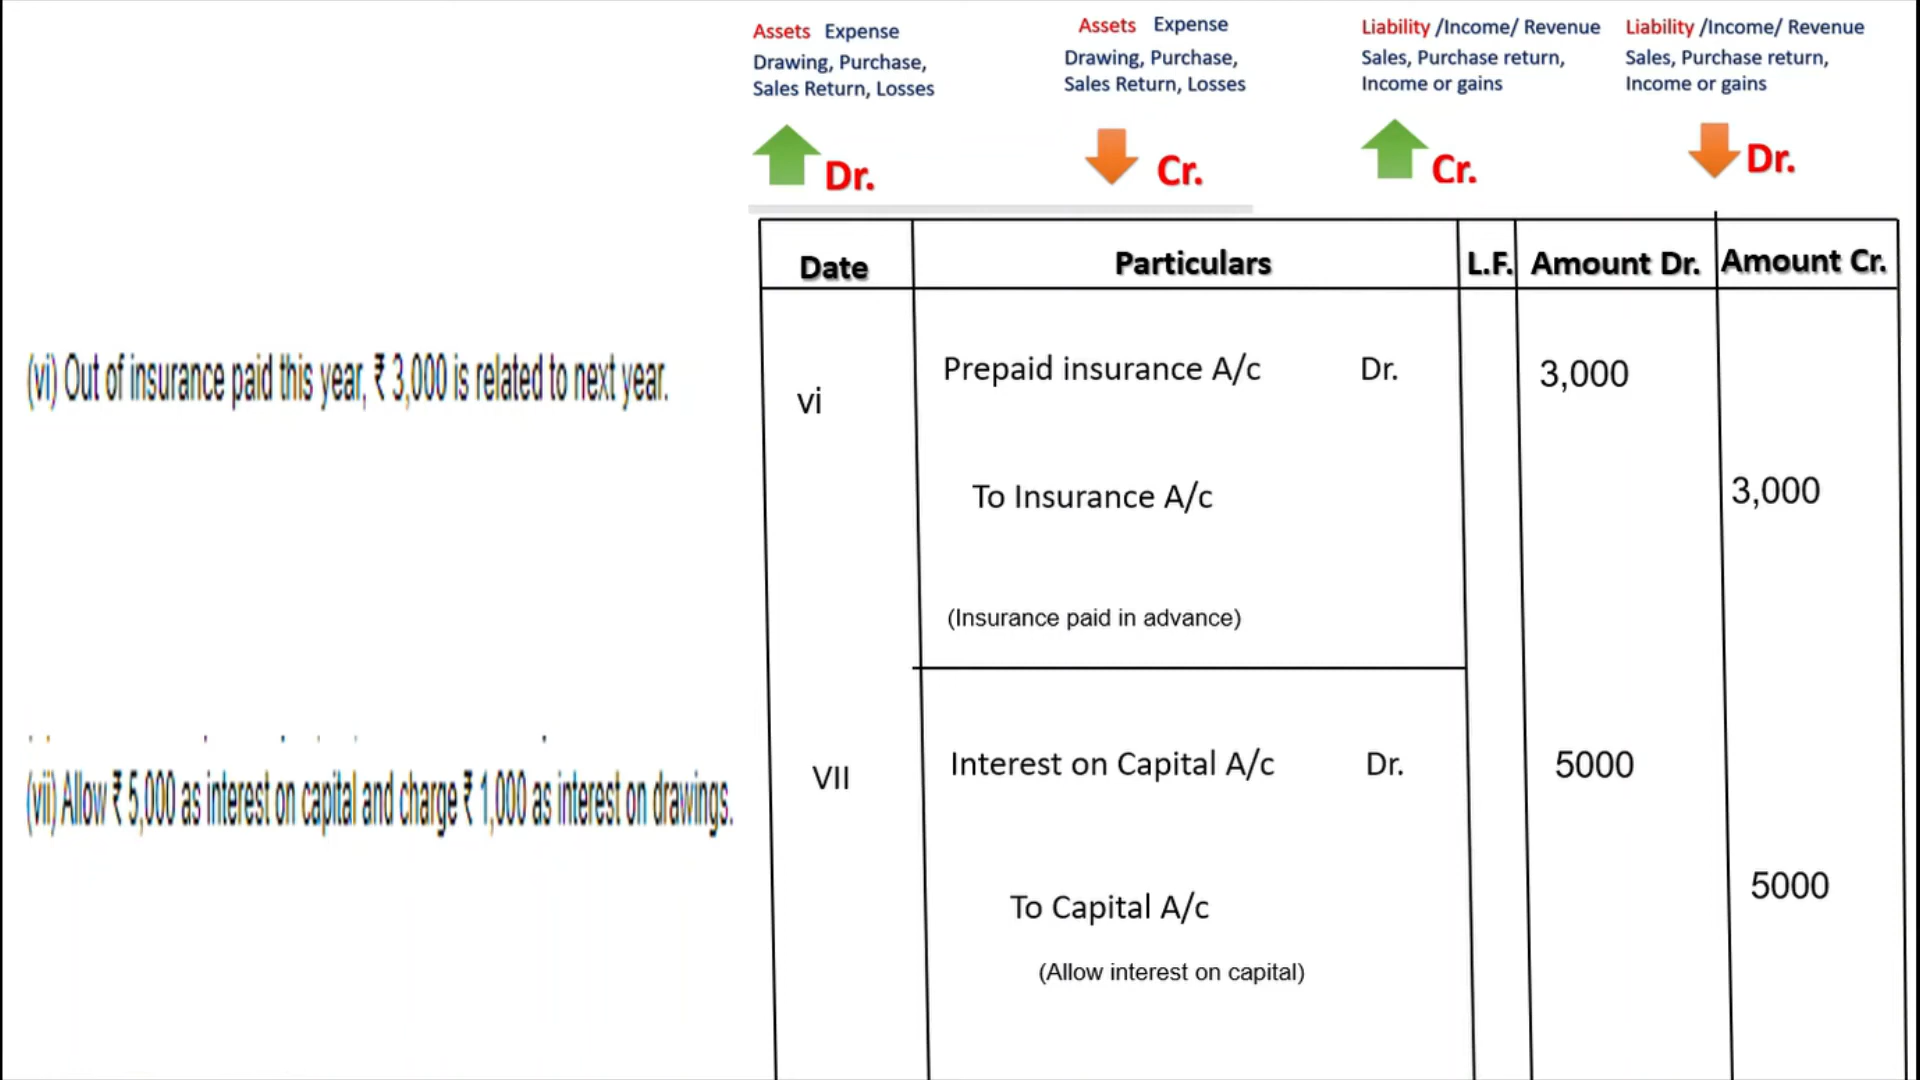 Assets Expense
Drawing, Purchase,
Sales Return, Losses
Dr.
Assets Expense
Drawing, Purchase,
Sales Return, Losses
Cr.
Liability /Income/ Revenue
Sales, Purchase return,
Income or gains
Cr.
Liability /Income/ Revenue
Sales, Purchase return,
Income or gains
Dr.
Date Particulars L.F. Amount Dr. Amount Cr.
(vi) Out of insurance paid this year, ₹ 3,000 is related to next year.
vi Prepaid insurance A/c Dr. 3,000
To Insurance A/c 3,000
(Insurance paid in advance)
(vii) Allow ₹ 5,000 as interest on capital and charge ₹ 1,000 as interest on drawings.
VII Interest on Capital A/c Dr. 5000
To Capital A/c 5000
(Allow interest on capital)